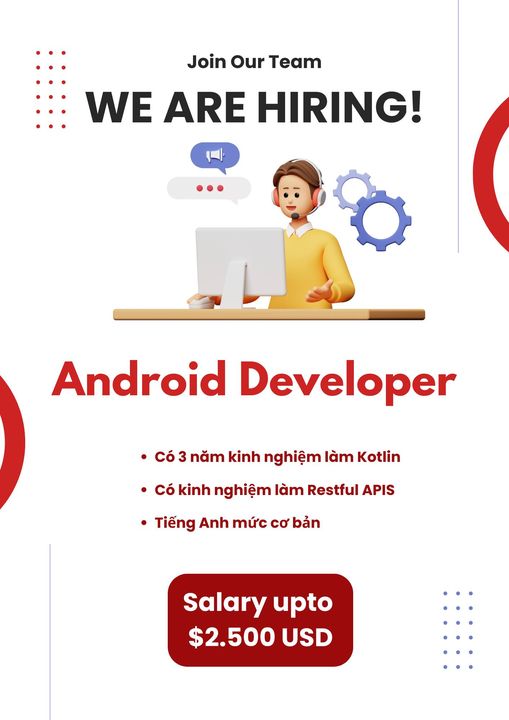 Join Our Team
WE ARE HIRING!
Android Developer
• Có 3 năm kinh nghiệm làm Kotlin
• Có kinh nghiệm làm Restful APIS
• Tiếng Anh mức cơ bản
Salary upto
$2.500 USD